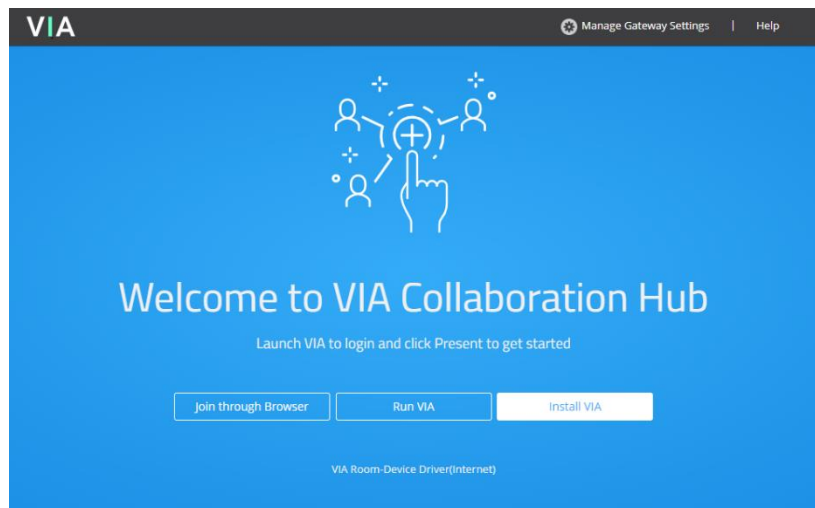 VIA
Manage Gateway Settings | Help
Welcome to VIA Collaboration Hub
Launch VIA to login and click Present to get started
Join through Browser
Run VIA
Install VIA
VIA Room-Device Driver(Internet)